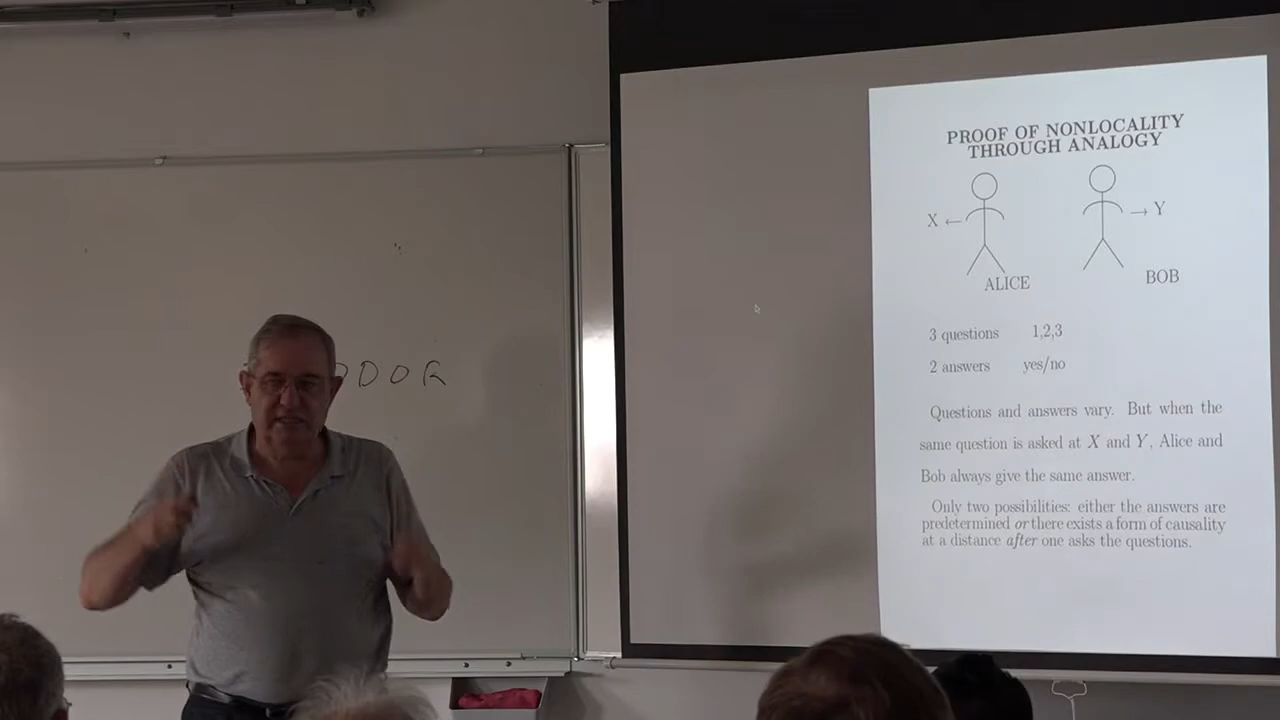 DOR
PROOF OF NONLOCALITY
THROUGH ANALOGY
X ← → Y
ALICE BOB
3 questions 1,2,3
2 answers yes/no
Questions and answers vary. But when the
same question is asked at X and Y, Alice and
Bob always give the same answer.
Only two possibilities: either the answers are
predetermined or there exists a form of causality
at a distance after one asks the questions.